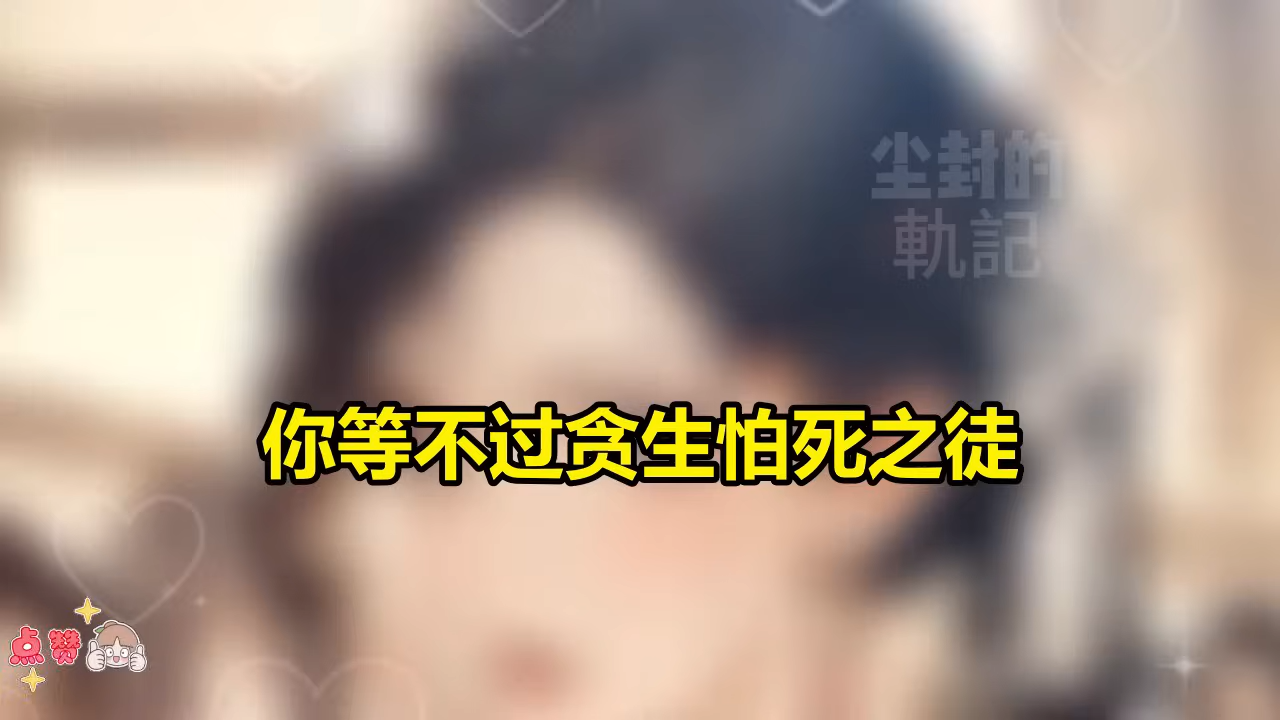 尘封的
軌記
你等不过贪生怕死之徒
点赞